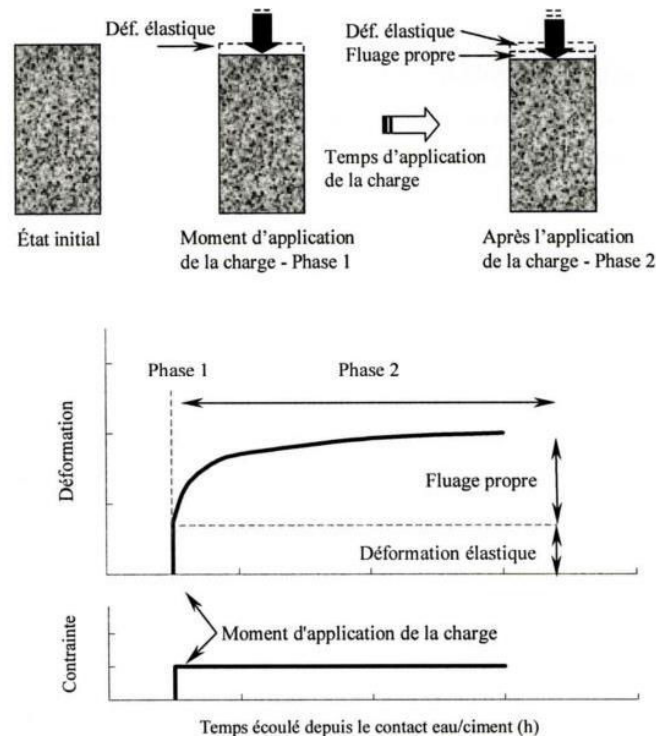 Déf. élastique
Déf. élastique
Fluage propre
Temps d'application
de la charge
État initial
Moment d'application
de la charge - Phase 1
Après l'application
de la charge - Phase 2
Phase 1
Phase 2
Déformation
Fluage propre
Déformation élastique
Moment d'application de la charge
Contrainte
Temps écoulé depuis le contact eau/ciment (h)